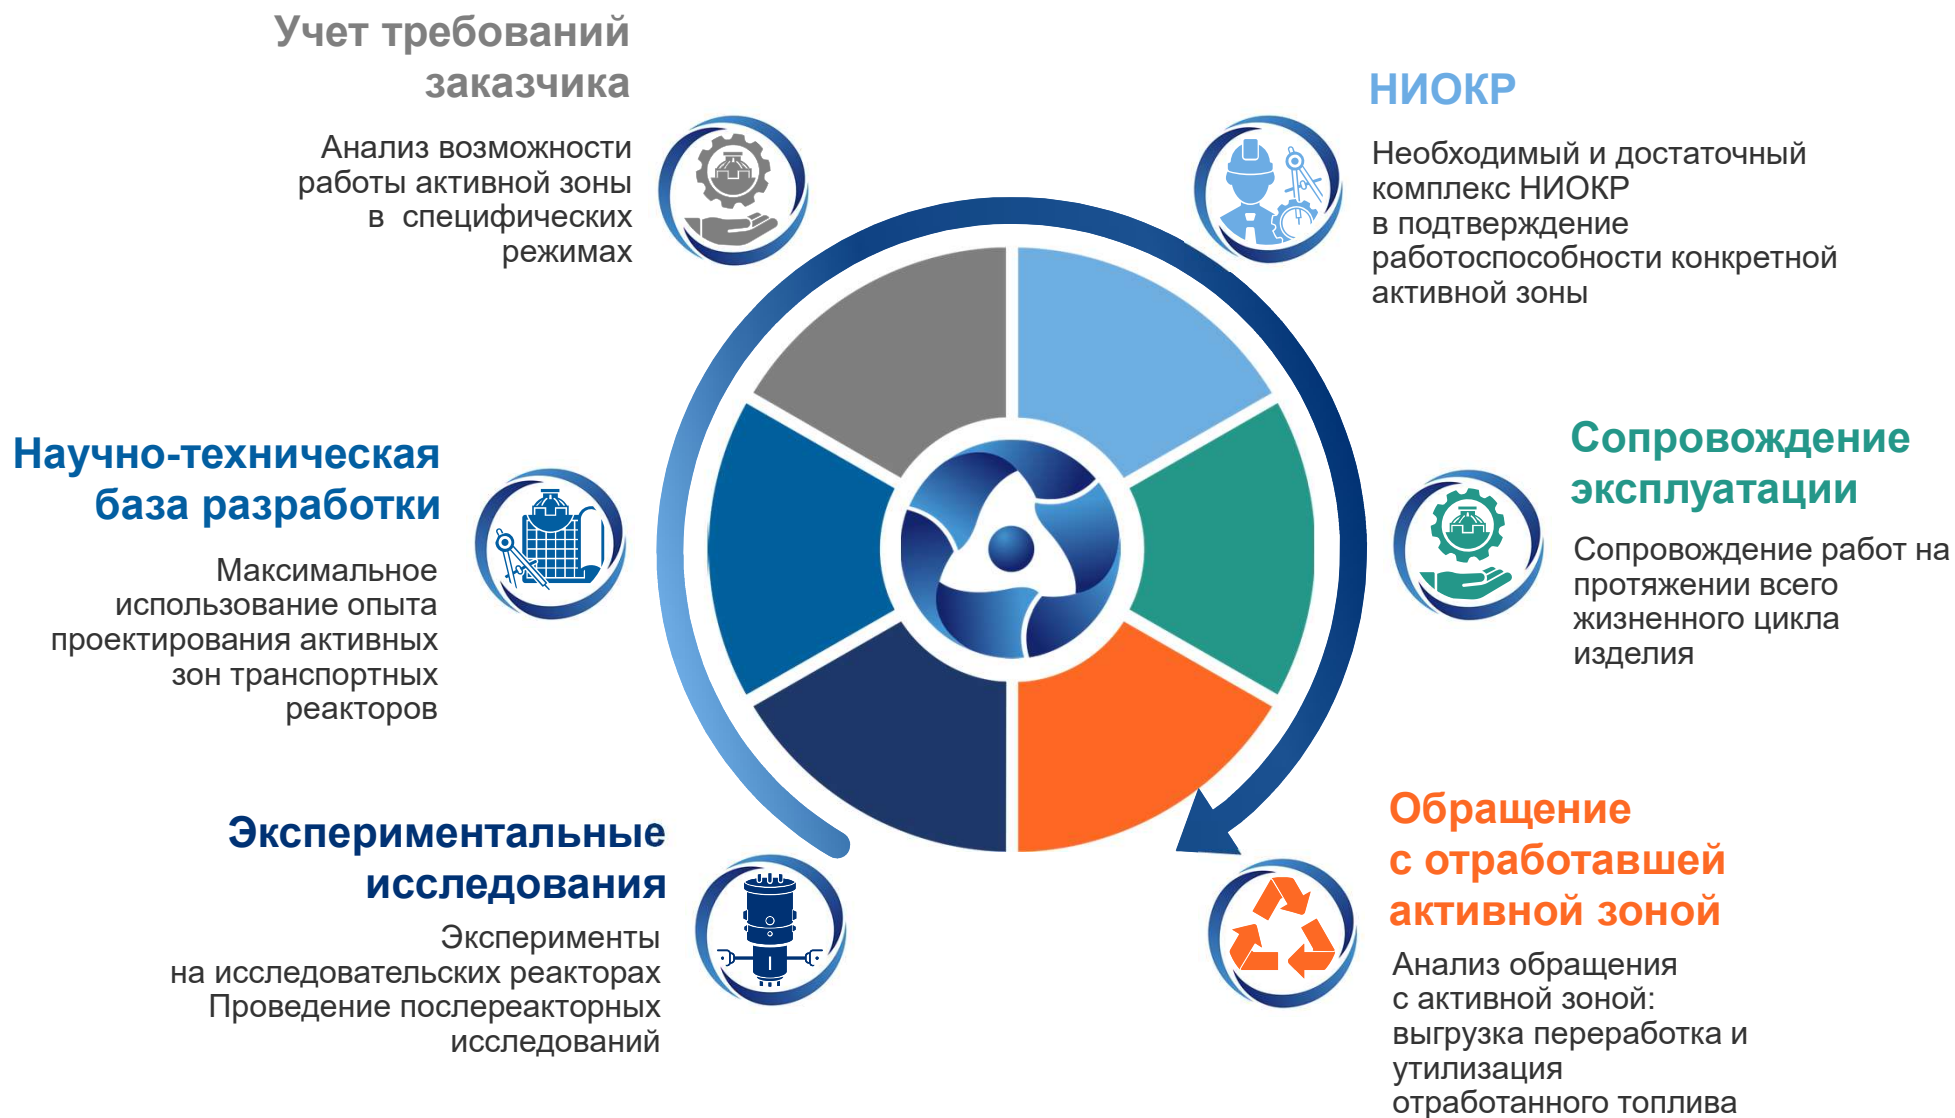 Учет требований
заказчика
Анализ возможности
работы активной зоны
в специфических
режимах
НИОКР
Необходимый и достаточный
комплекс НИОКР
в подтверждение
работоспособности конкретной
активной зоны
Научно-техническая
база разработки
Максимальное
использование опыта
проектирования активных
зон транспортных
реакторов
Сопровождение
эксплуатации
Сопровождение работ на
протяжении всего
жизненного цикла
изделия
Экспериментальные
исследования
Эксперименты
на исследовательских реакторах
Проведение послереакторных
исследований
Обращение
с отработавшей
активной зоной
Анализ обращения
с активной зоной:
выгрузка переработка и
утилизация
отработанного топлива